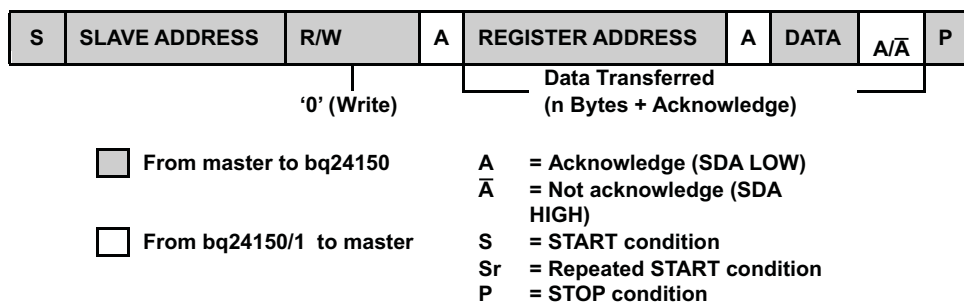 S SLAVE ADDRESS R/W A REGISTER ADDRESS A DATA A/A̅ P
‘0’ (Write)
Data Transferred
(n Bytes + Acknowledge)
From master to bq24150
From bq24150/1 to master
A = Acknowledge (SDA LOW)
A̅ = Not acknowledge (SDA
HIGH)
S = START condition
Sr = Repeated START condition
P = STOP condition